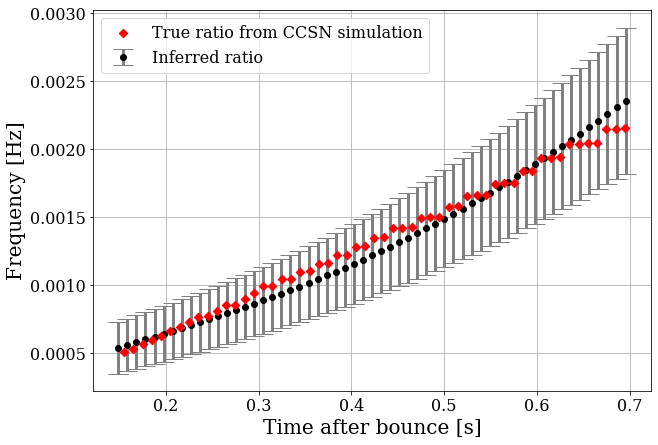 True ratio from CCSN simulation
Inferred ratio
Frequency [Hz]
0.0030
0.0025
0.0020
0.0015
0.0010
0.0005
0.2 0.3 0.4 0.5 0.6 0.7
Time after bounce [s]